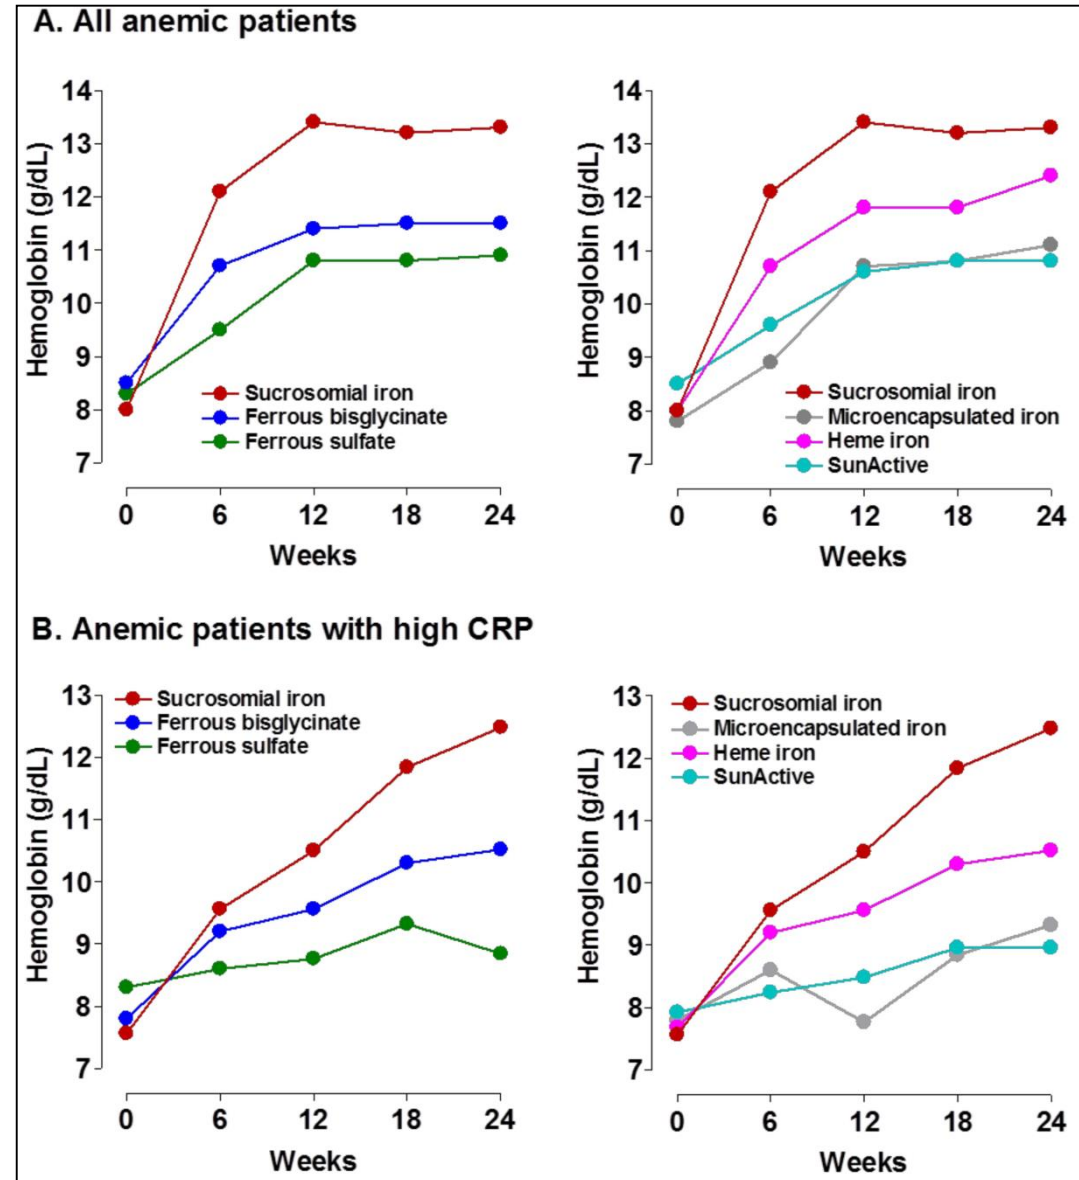 A. All anemic patients
Hemoglobin (g/dL)
14
13
12
11
10
9
8
7
Sucrosomial iron
Ferrous bisglycinate
Ferrous sulfate
0 6 12 18 24
Weeks
Hemoglobin (g/dL)
14
13
12
11
10
9
8
7
Sucrosomial iron
Microencapsulated iron
Heme iron
SunActive
0 6 12 18 24
Weeks
B. Anemic patients with high CRP
Hemoglobin (g/dL)
13
12
11
10
9
8
7
Sucrosomial iron
Ferrous bisglycinate
Ferrous sulfate
0 6 12 18 24
Weeks
Hemoglobin (g/dL)
13
12
11
10
9
8
7
Sucrosomial iron
Microencapsulated iron
Heme iron
SunActive
0 6 12 18 24
Weeks